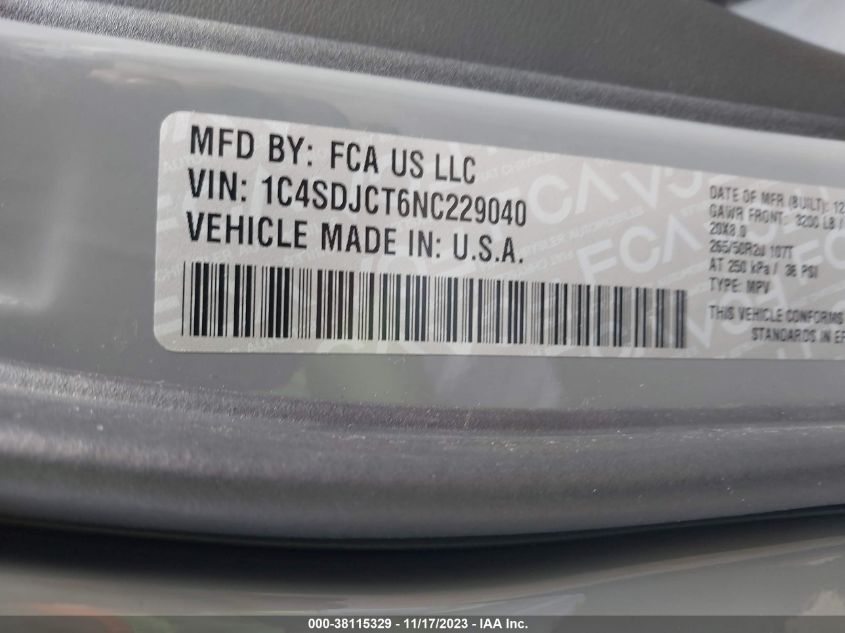 MFD BY: FCA US LLC
VIN: 1C4SDJCT6NC229040
VEHICLE MADE IN: U.S.A.
DATE OF MFR (BUILT): 12
GAWR FRONT: 3200 LB /
20X8.0
265/50R20 107T
AT 250 kPa / 36 PSI
TYPE: MPV
THIS VEHICLE CONFORMS
STANDARDS IN EF
000-38115329 - 11/17/2023 - IAA Inc.